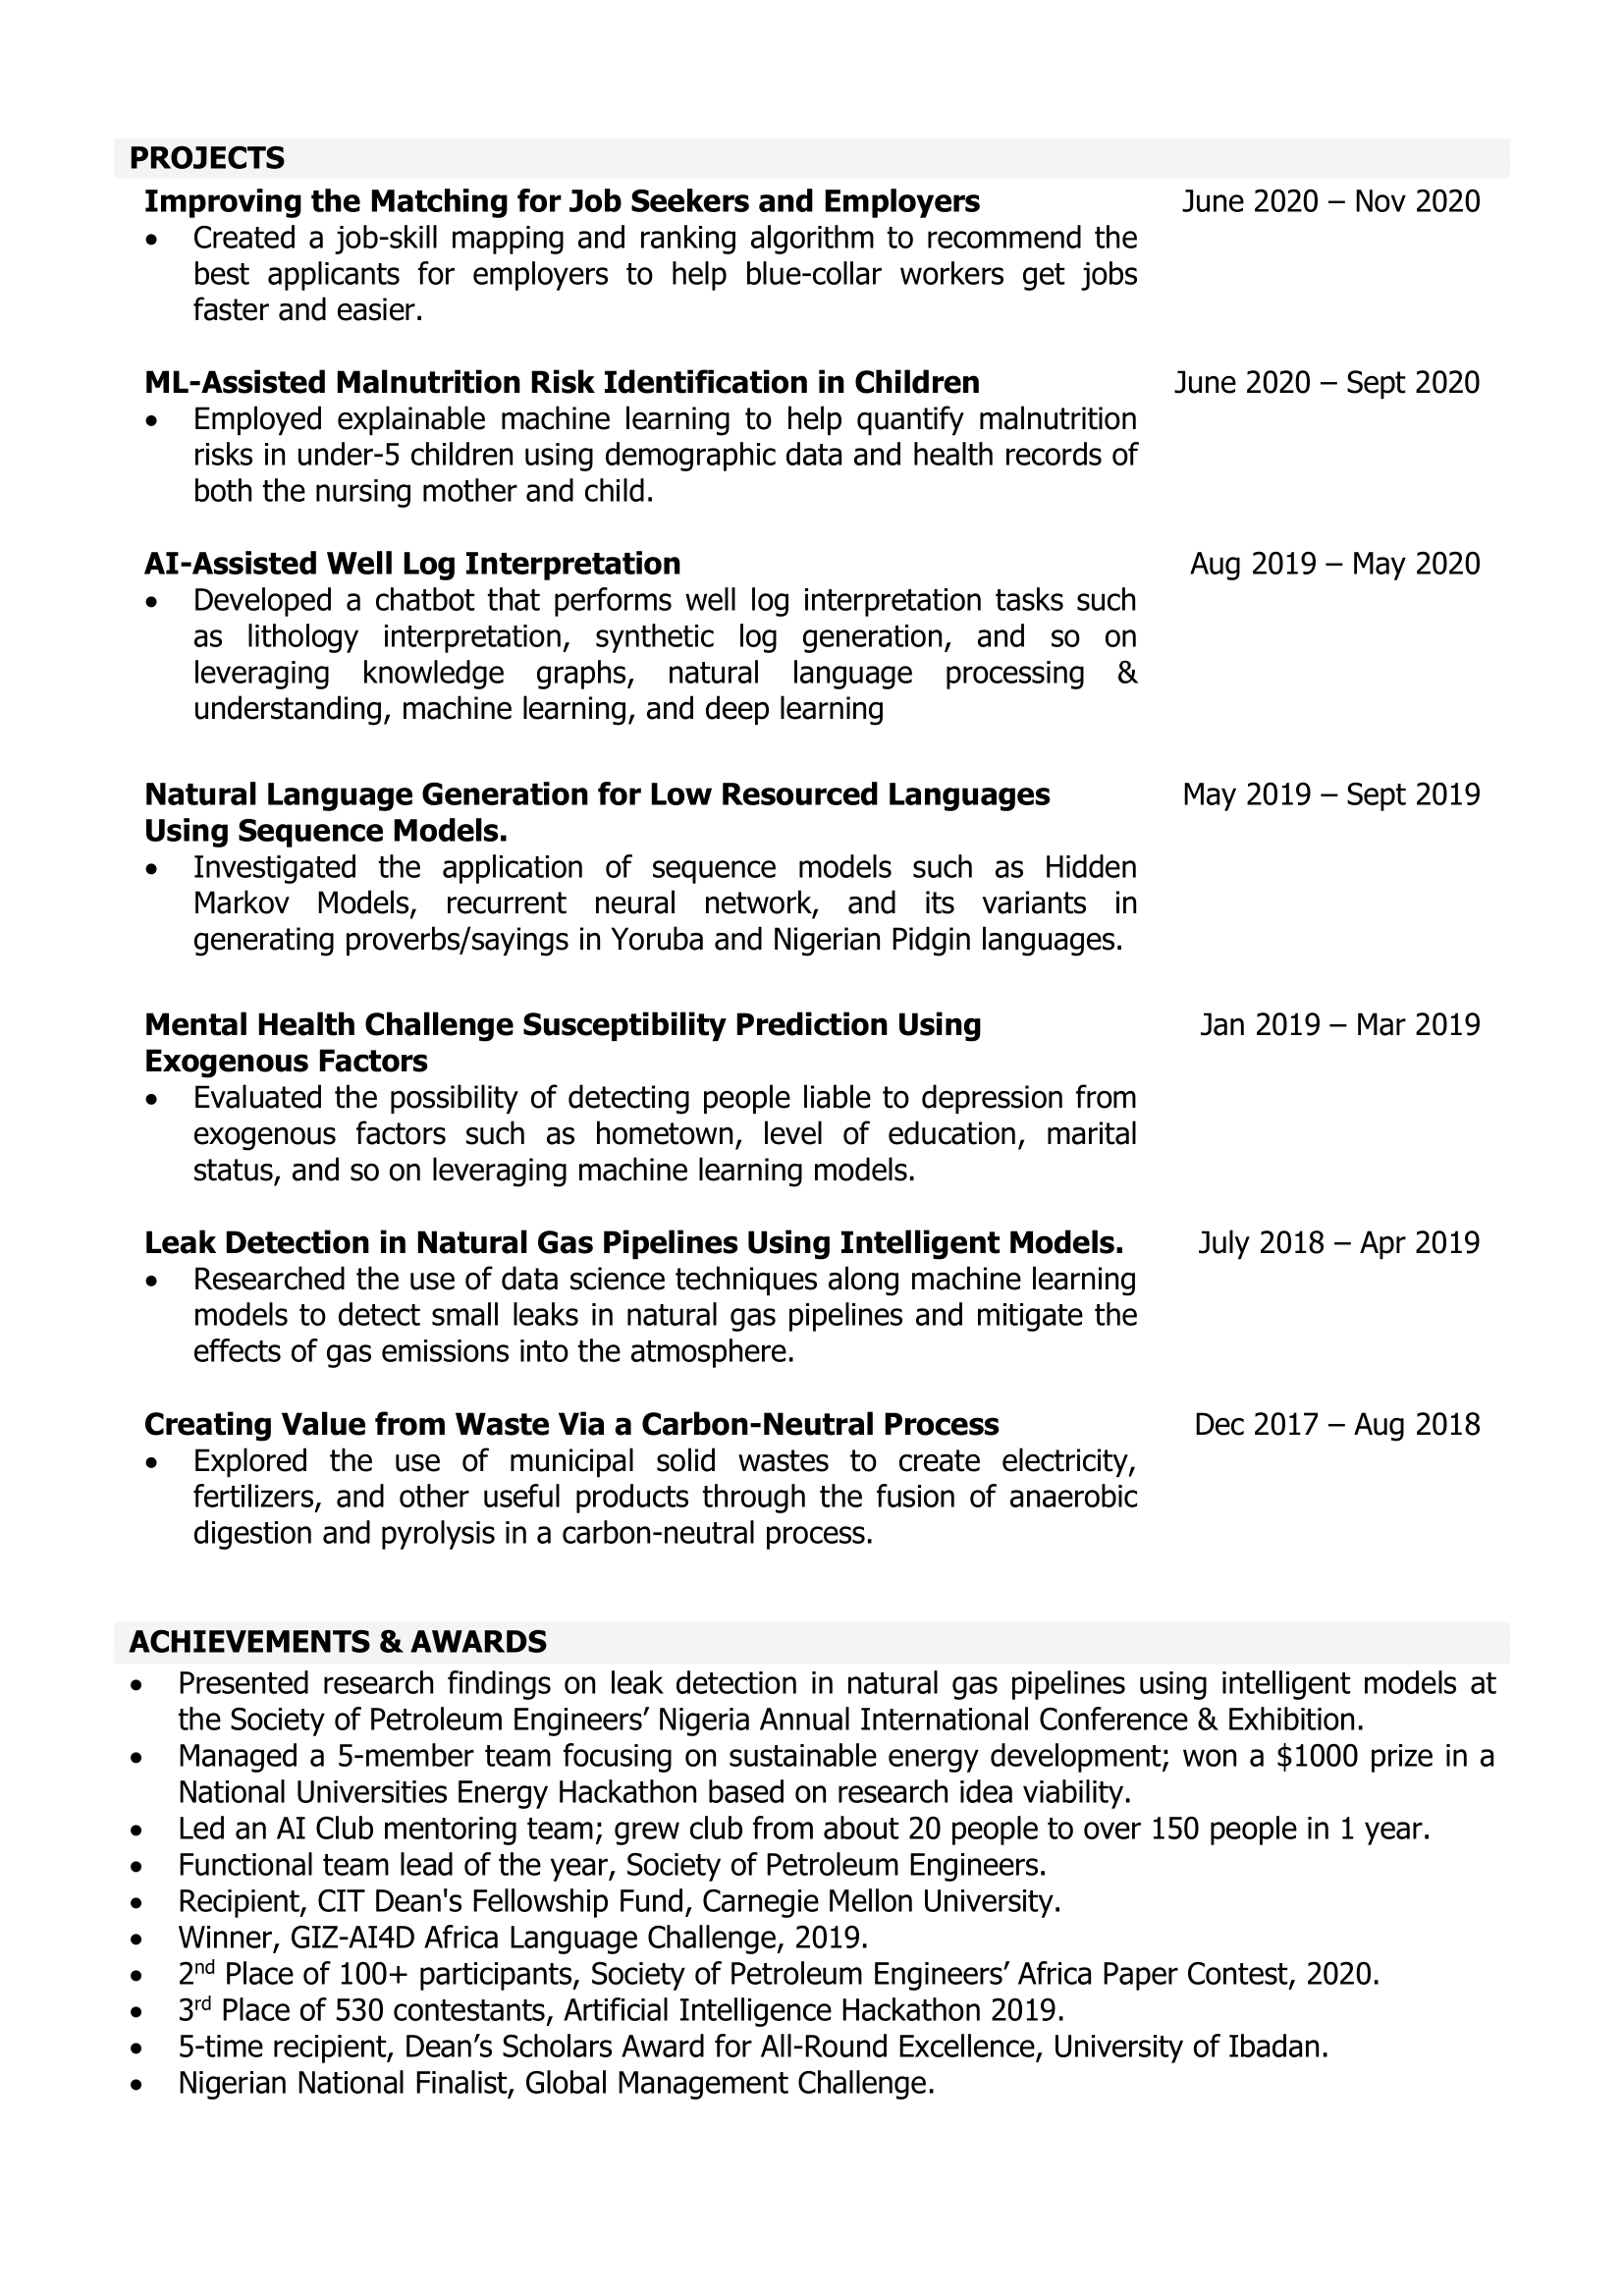 PROJECTS
Improving the Matching for Job Seekers and Employers June 2020 – Nov 2020
• Created a job-skill mapping and ranking algorithm to recommend the
best applicants for employers to help blue-collar workers get jobs
faster and easier.
ML-Assisted Malnutrition Risk Identification in Children June 2020 – Sept 2020
• Employed explainable machine learning to help quantify malnutrition
risks in under-5 children using demographic data and health records of
both the nursing mother and child.
AI-Assisted Well Log Interpretation Aug 2019 – May 2020
• Developed a chatbot that performs well log interpretation tasks such
as lithology interpretation, synthetic log generation, and so on
leveraging knowledge graphs, natural language processing &
understanding, machine learning, and deep learning
Natural Language Generation for Low Resourced Languages May 2019 – Sept 2019
Using Sequence Models.
• Investigated the application of sequence models such as Hidden
Markov Models, recurrent neural network, and its variants in
generating proverbs/sayings in Yoruba and Nigerian Pidgin languages.
Mental Health Challenge Susceptibility Prediction Using Jan 2019 – Mar 2019
Exogenous Factors
• Evaluated the possibility of detecting people liable to depression from
exogenous factors such as hometown, level of education, marital
status, and so on leveraging machine learning models.
Leak Detection in Natural Gas Pipelines Using Intelligent Models. July 2018 – Apr 2019
• Researched the use of data science techniques along machine learning
models to detect small leaks in natural gas pipelines and mitigate the
effects of gas emissions into the atmosphere.
Creating Value from Waste Via a Carbon-Neutral Process Dec 2017 – Aug 2018
• Explored the use of municipal solid wastes to create electricity,
fertilizers, and other useful products through the fusion of anaerobic
digestion and pyrolysis in a carbon-neutral process.
ACHIEVEMENTS & AWARDS
• Presented research findings on leak detection in natural gas pipelines using intelligent models at
the Society of Petroleum Engineers’ Nigeria Annual International Conference & Exhibition.
• Managed a 5-member team focusing on sustainable energy development; won a $1000 prize in a
National Universities Energy Hackathon based on research idea viability.
• Led an AI Club mentoring team; grew club from about 20 people to over 150 people in 1 year.
• Functional team lead of the year, Society of Petroleum Engineers.
• Recipient, CIT Dean's Fellowship Fund, Carnegie Mellon University.
• Winner, GIZ-AI4D Africa Language Challenge, 2019.
• 2nd Place of 100+ participants, Society of Petroleum Engineers’ Africa Paper Contest, 2020.
• 3rd Place of 530 contestants, Artificial Intelligence Hackathon 2019.
• 5-time recipient, Dean’s Scholars Award for All-Round Excellence, University of Ibadan.
• Nigerian National Finalist, Global Management Challenge.